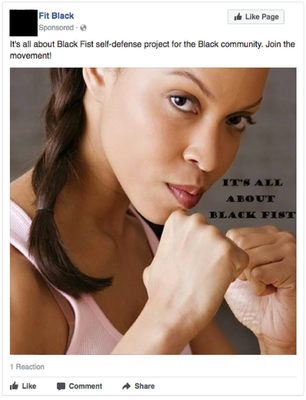 Fit Black
Like Page
Sponsored ·
It's all about Black Fist self-defense project for the Black community. Join the
movement!
IT'S ALL
ABOUT
BLACK FIST
1 Reaction
Like Comment Share